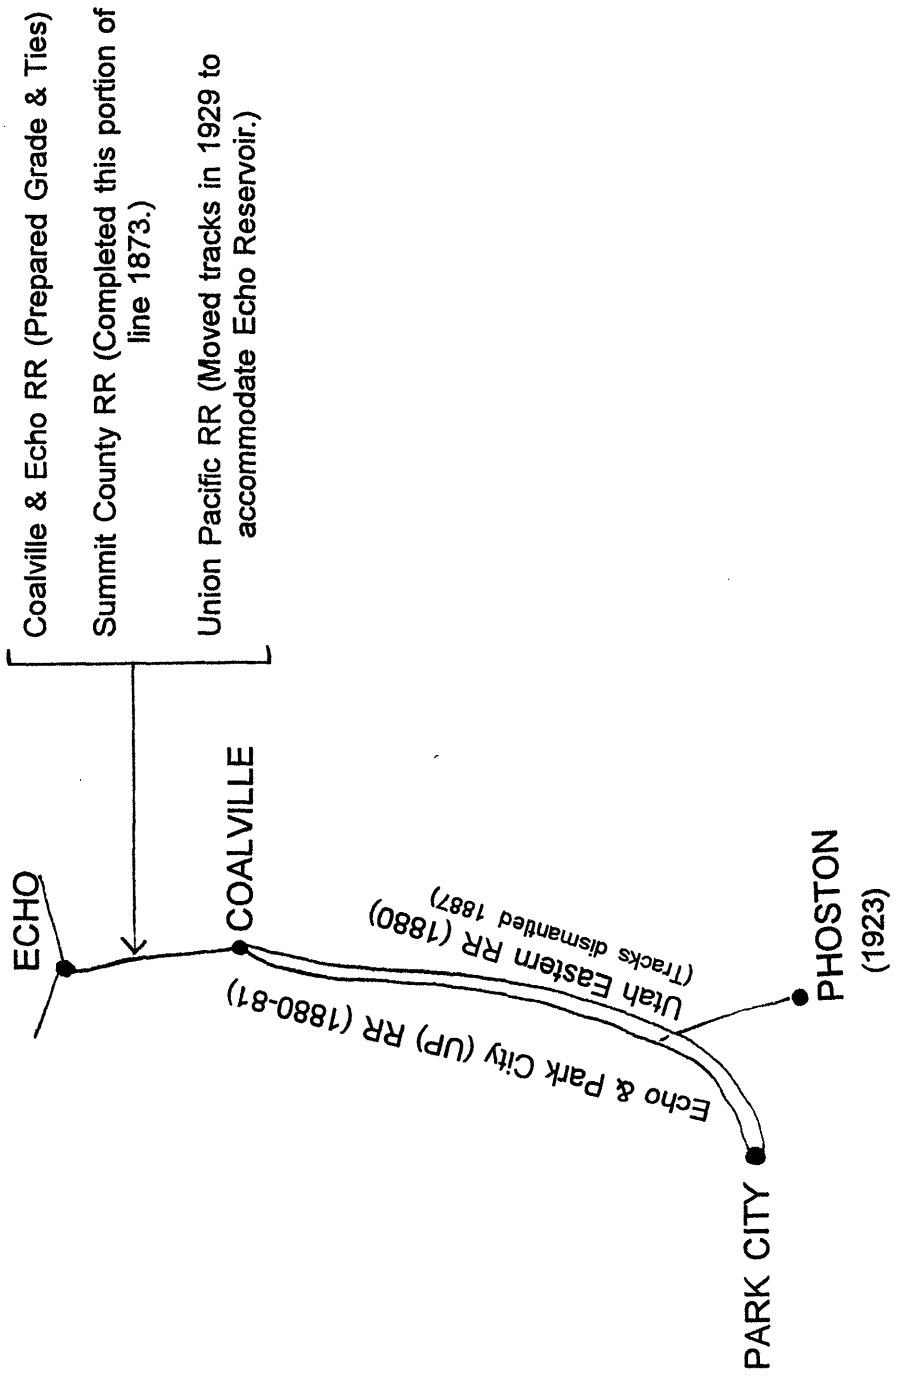 Coalville & Echo RR (Prepared Grade & Ties)
Summit County RR (Completed this portion of
line 1873.)
Union Pacific RR (Moved tracks in 1929 to
accommodate Echo Reservoir.)
ECHO
COALVILLE
Utah Eastern RR (1880)
(Tracks dismantled 1887)
Echo & Park City (UP) RR (1880-81)
PHOSTON
(1923)
PARK CITY